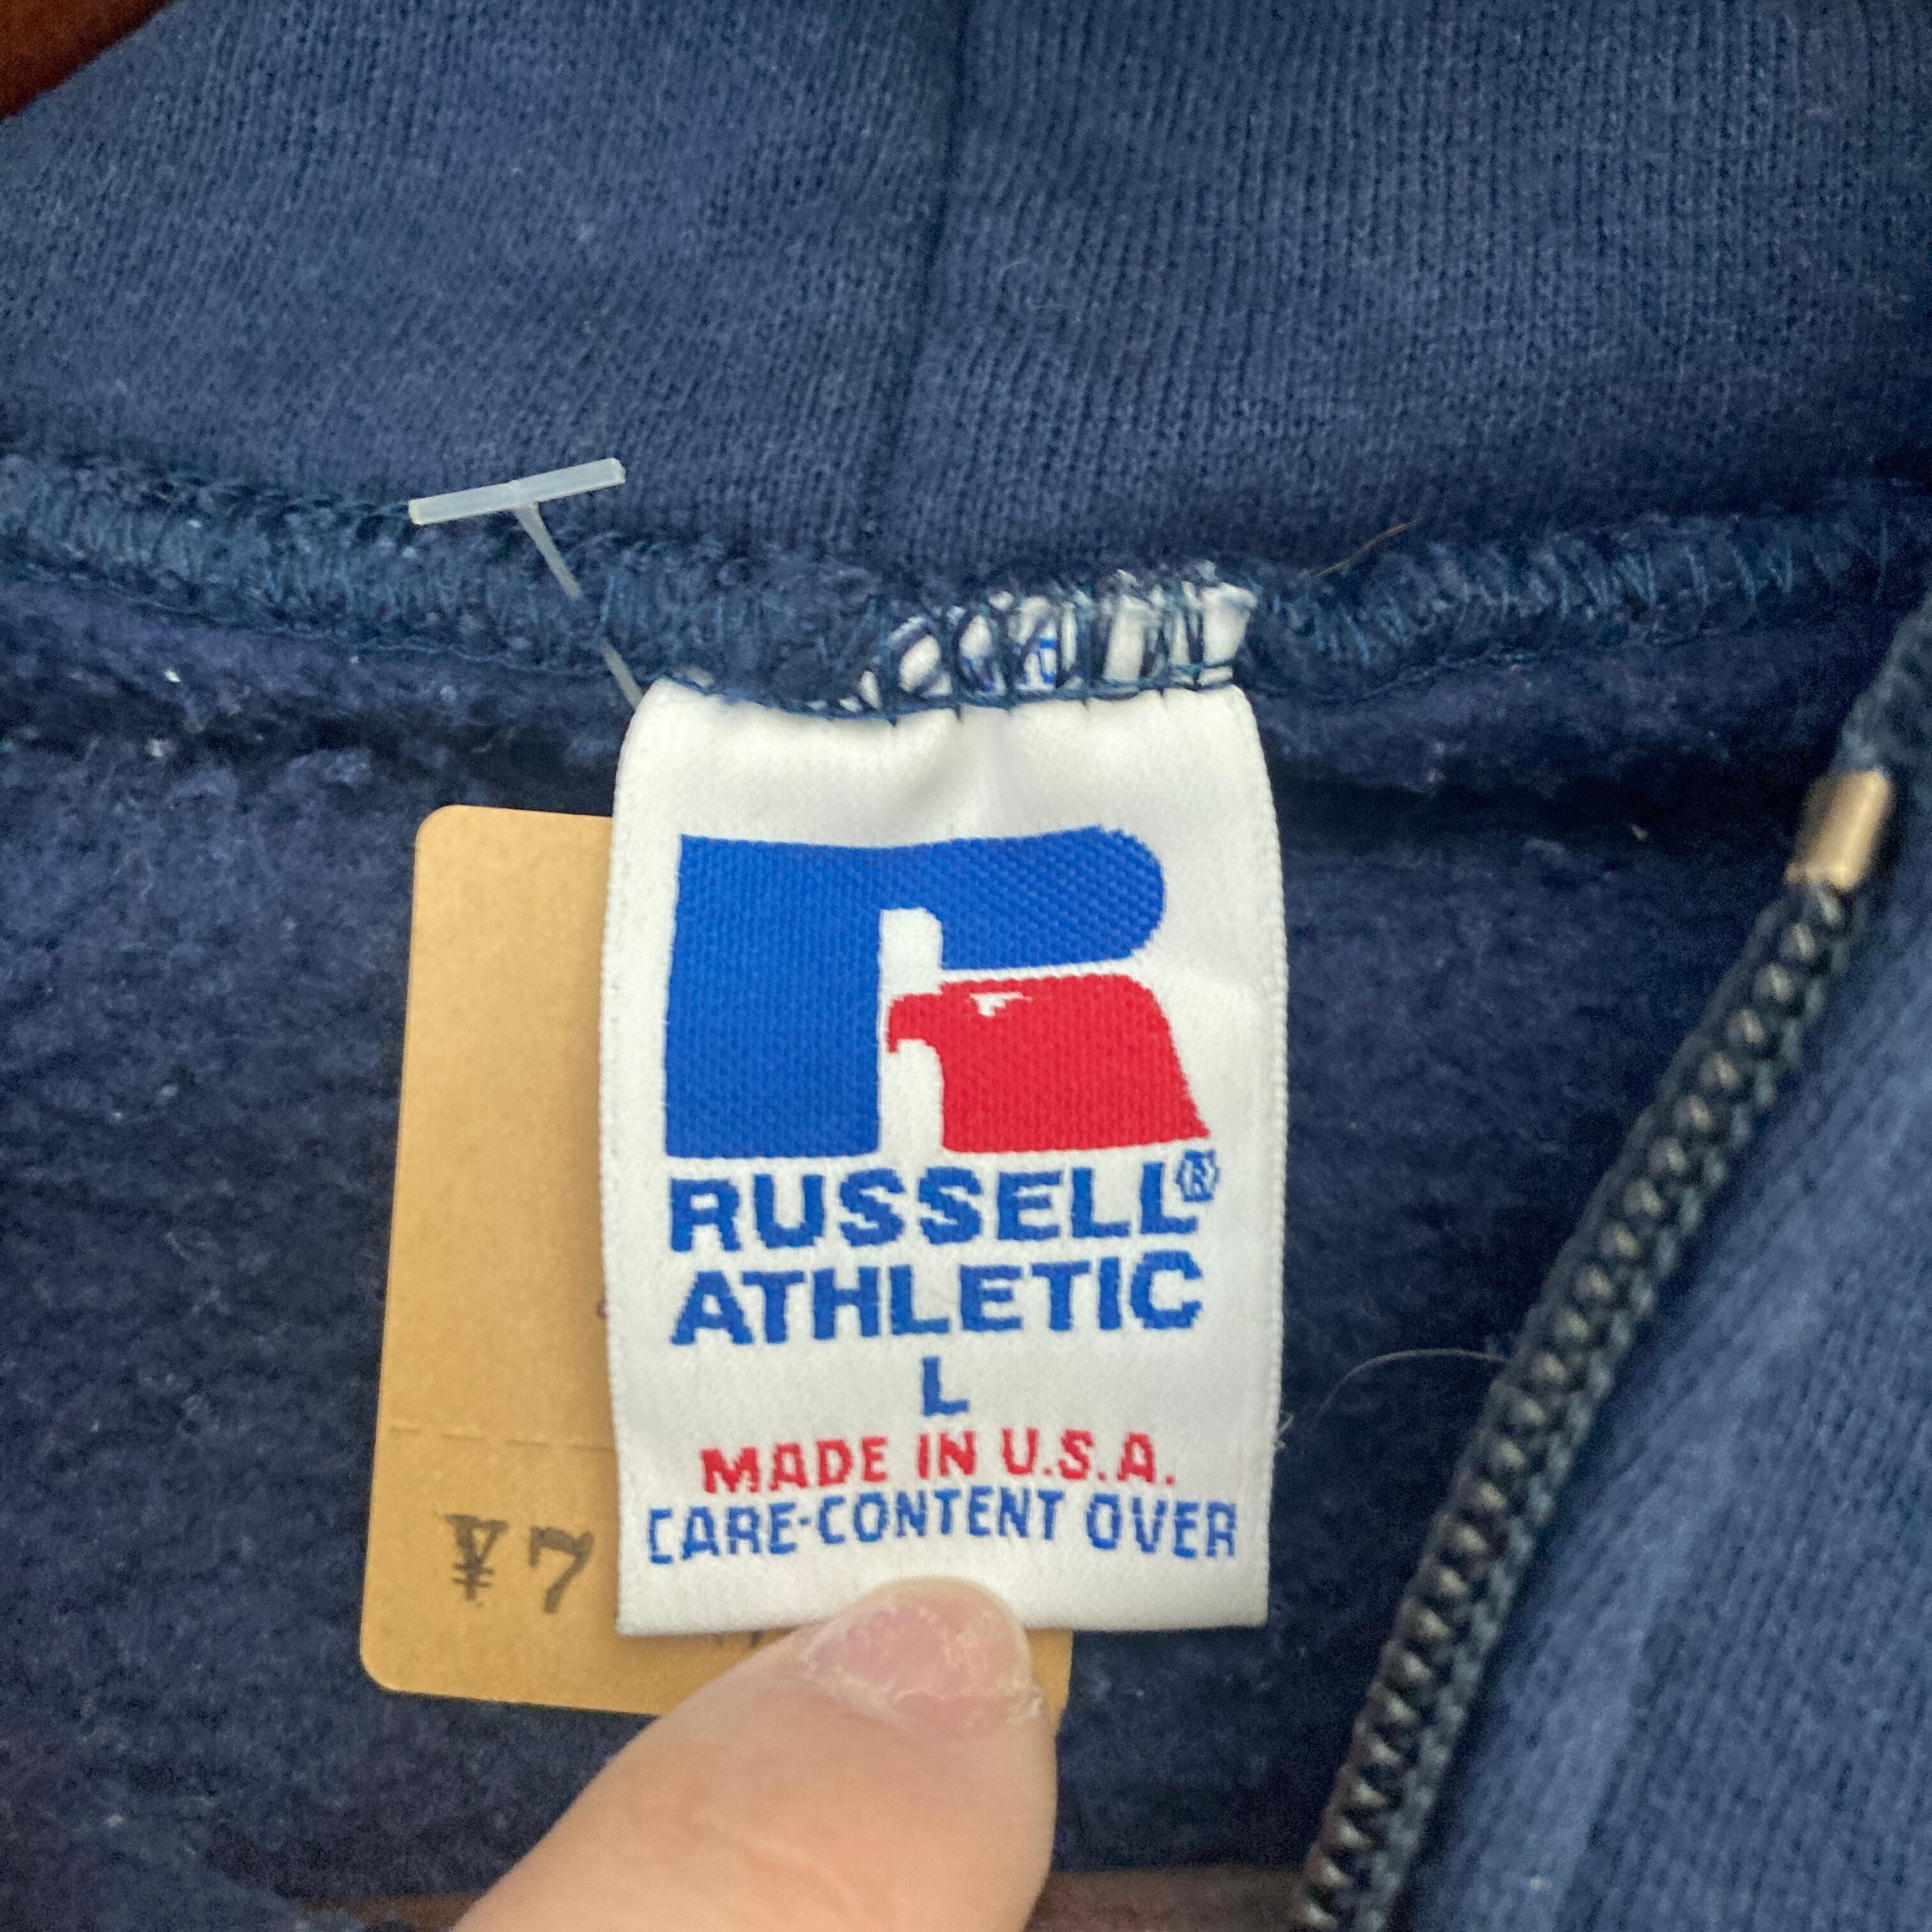 RUSSELL®
ATHLETIC
L
MADE IN U.S.A.
CARE-CONTENT OVER
¥7